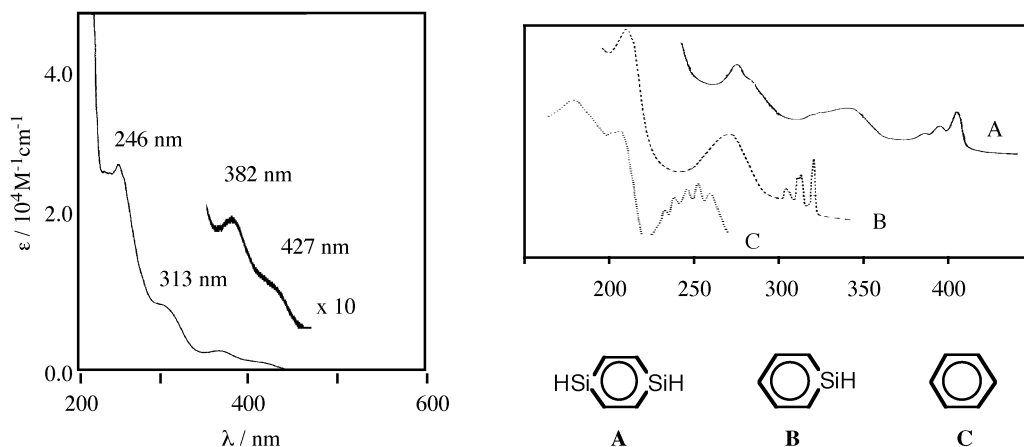 4.0
2.0
0.0
ε / 10⁴M⁻¹cm⁻¹
246 nm
382 nm
427 nm
313 nm
x 10
200
400
600
λ / nm
A
B
C
200
250
300
350
400
HSi
SiH
SiH
A
B
C